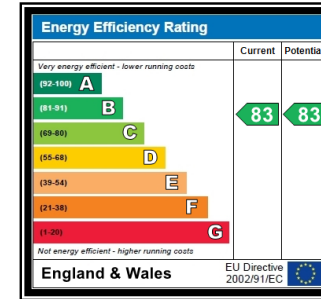 Energy Efficiency Rating
Current Potentia
Very energy efficient - lower running costs
(92-100) A
(81-91) B
83 83
(69-80) C
(55-68) D
(39-54) E
(21-38) F
(1-20) G
Not energy efficient - higher running costs
England & Wales
EU Directive
2002/91/EC